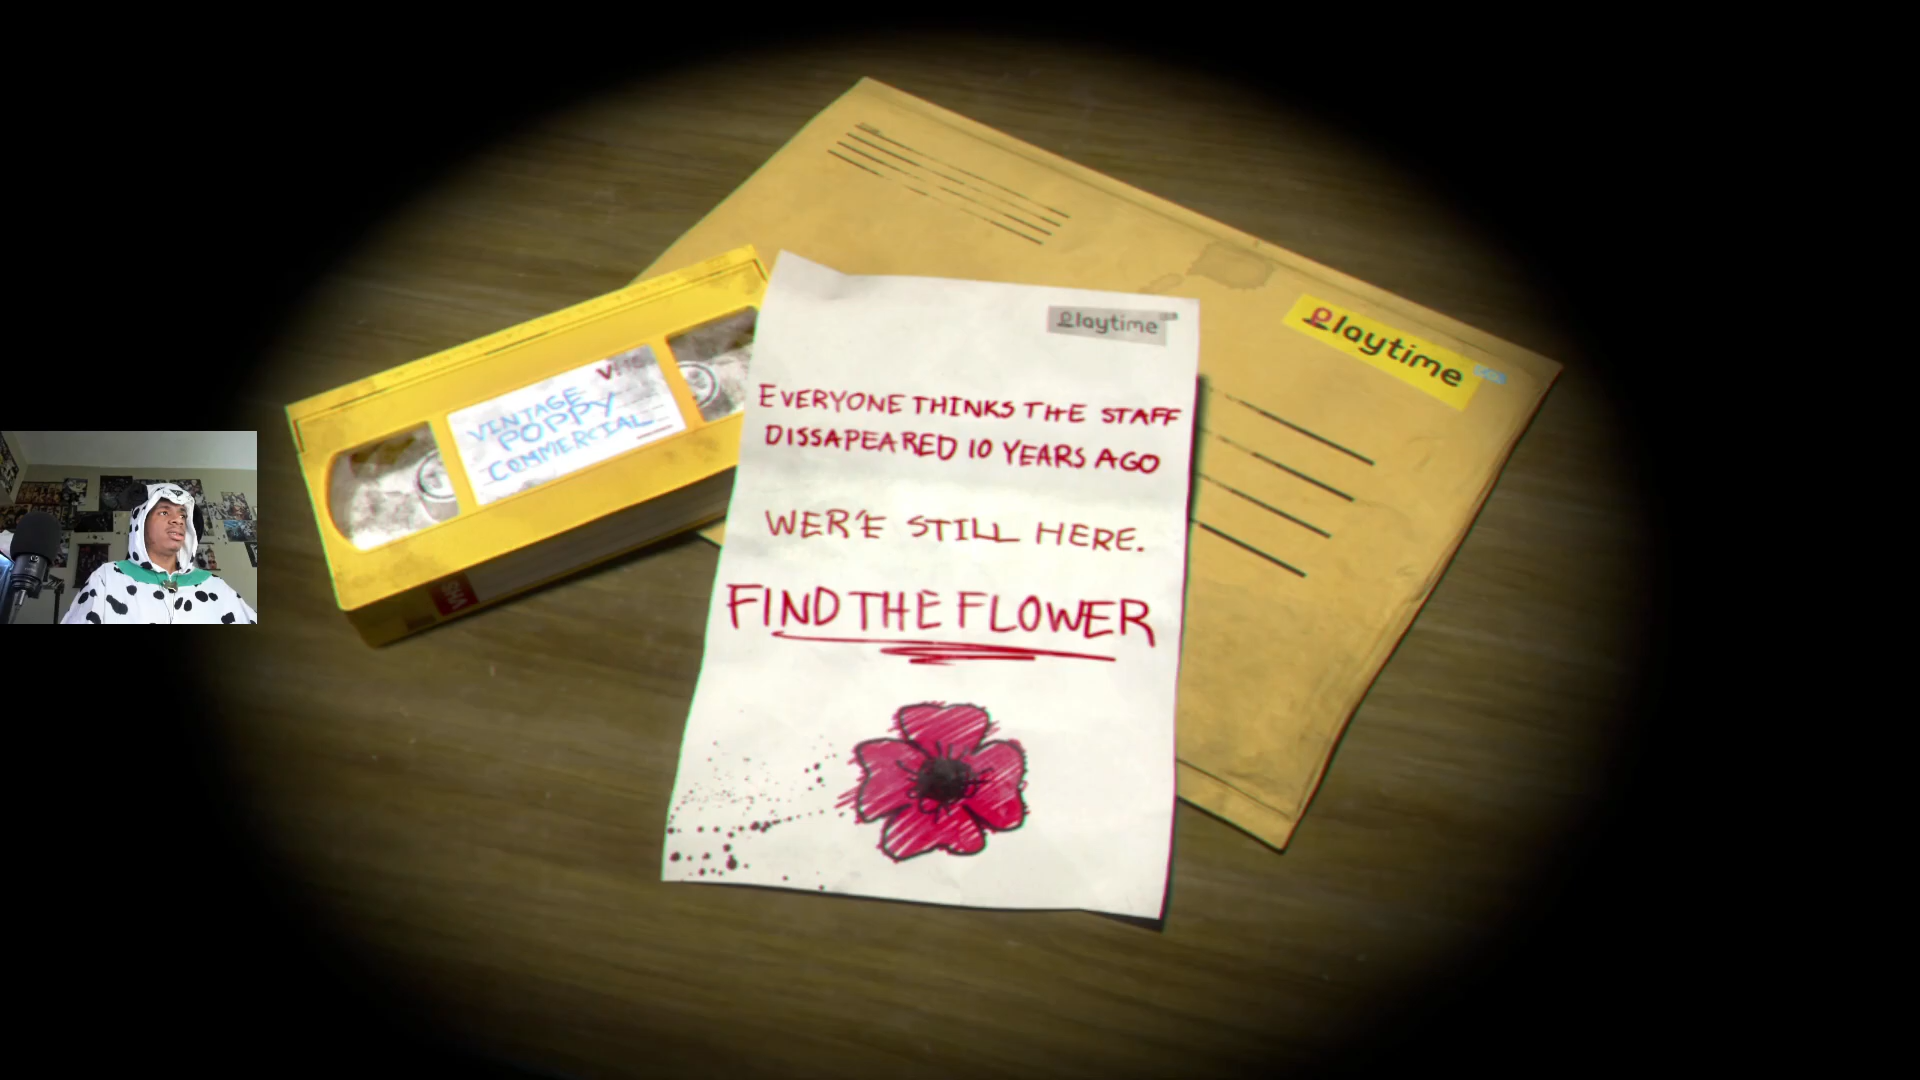 VINTAGE
POPPY
COMMERCIAL
VHS
Playtime
EVERYONE THINKS THE STAFF
DISSAPEARED 10 YEARS AGO
WER'E STILL HERE.
FIND THE FLOWER
Playtime